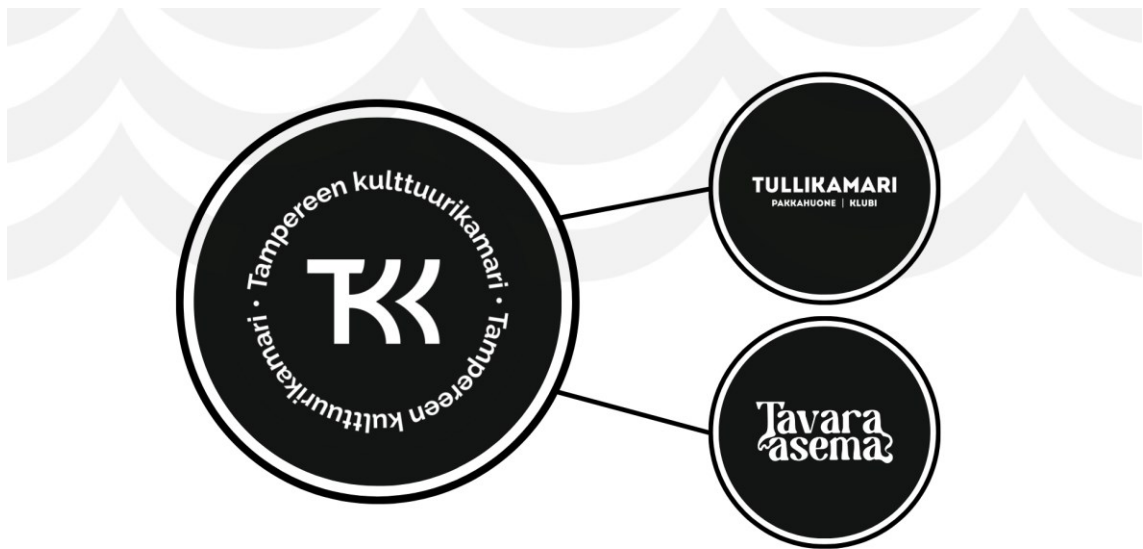 Tampereen kulttuurikamari • Tampereen kulttuurikamari •
TKK
TULLIKAMARI
PAKKAHUONE | KLUBI
Tavara
asema